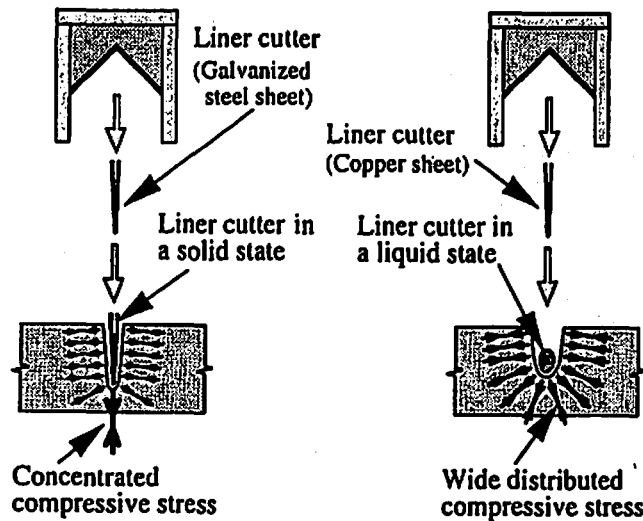 Liner cutter
(Galvanized
steel sheet)
Liner cutter in
a solid state
Concentrated
compressive stress
Liner cutter
(Copper sheet)
Liner cutter in
a liquid state
Wide distributed
compressive stress